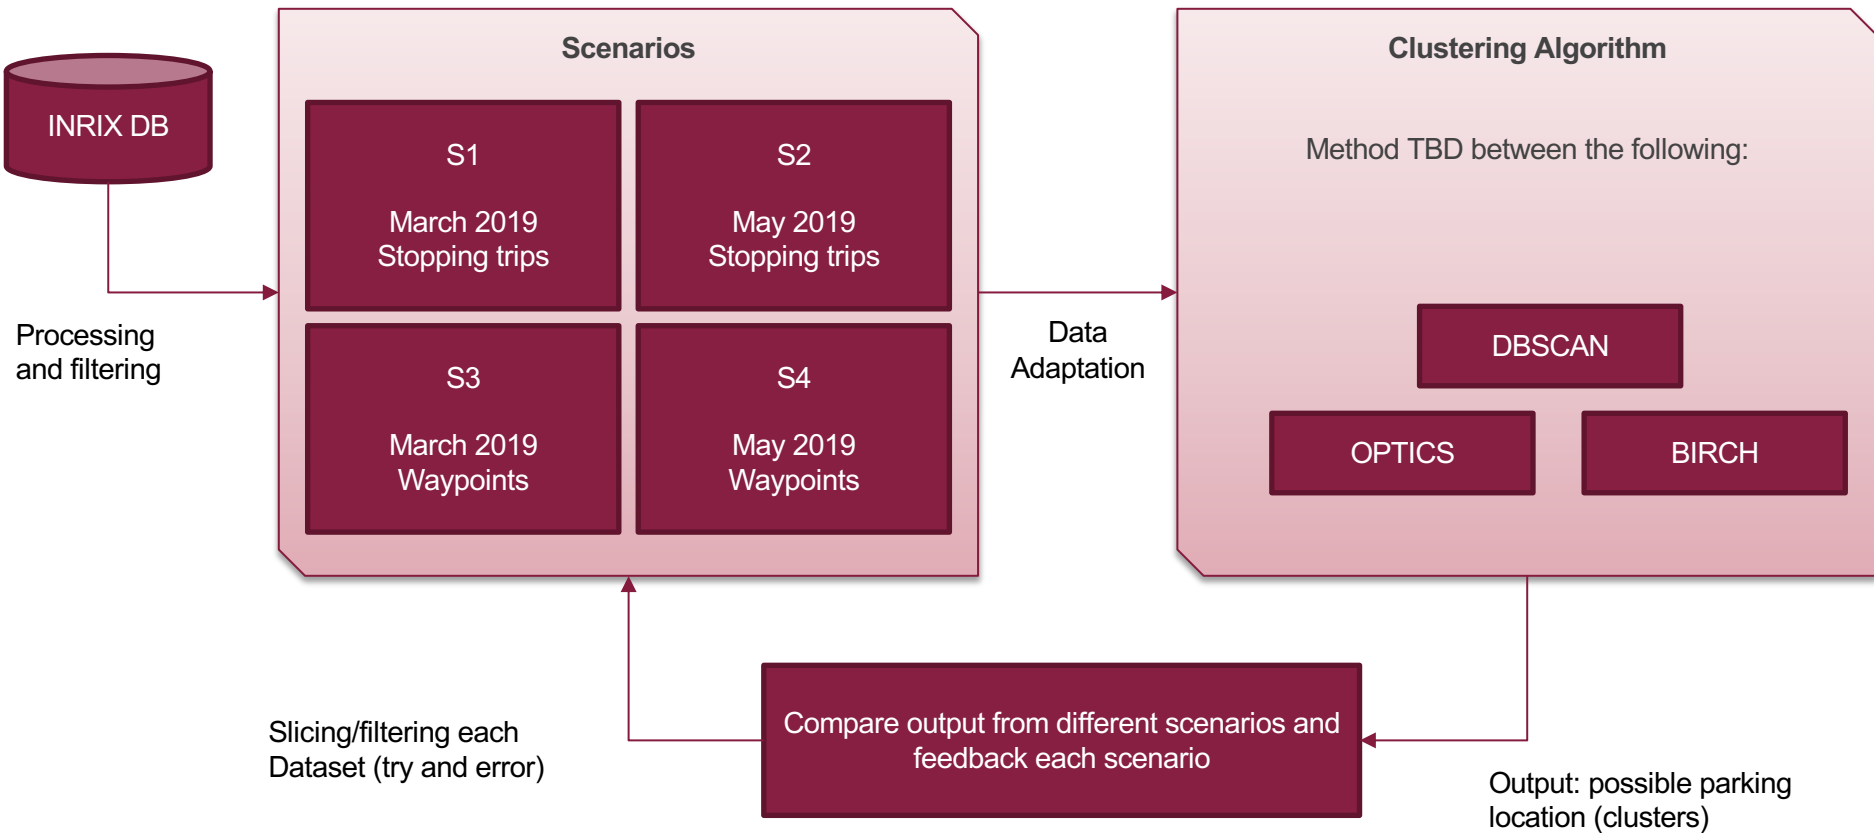 INRIX DB
Processing
and filtering
Scenarios
S1
March 2019
Stopping trips
S2
May 2019
Stopping trips
S3
March 2019
Waypoints
S4
May 2019
Waypoints
Data
Adaptation
Clustering Algorithm
Method TBD between the following:
DBSCAN
OPTICS
BIRCH
Output: possible parking
location (clusters)
Compare output from different scenarios and
feedback each scenario
Slicing/filtering each
Dataset (try and error)